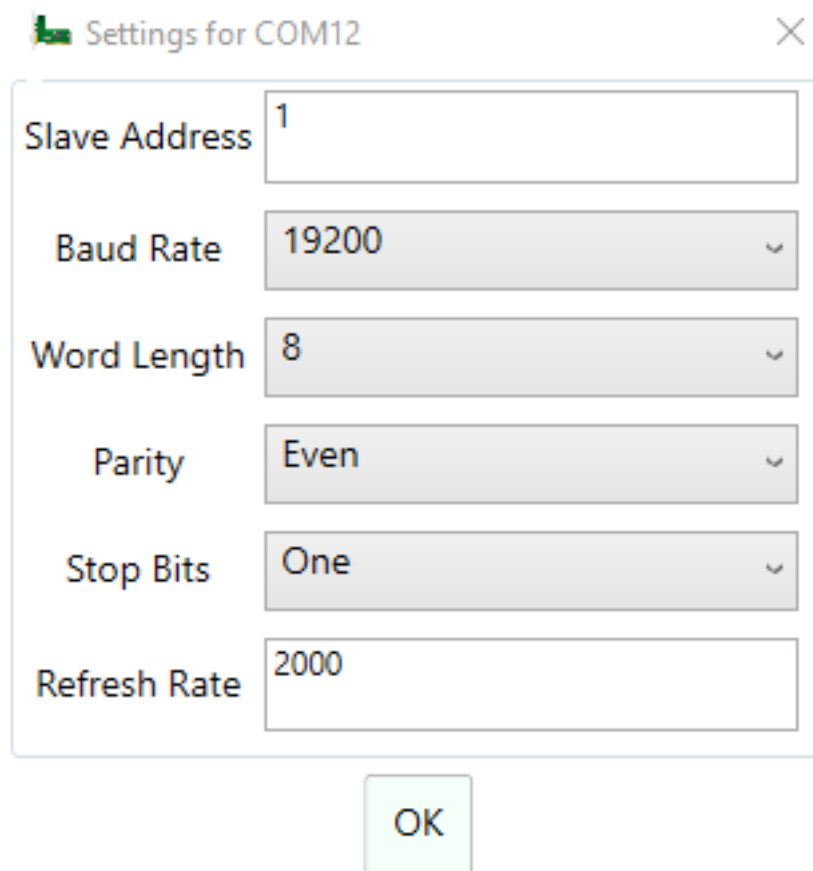 Settings for COM12
Slave Address 1
Baud Rate 19200
Word Length 8
Parity Even
Stop Bits One
Refresh Rate 2000
OK